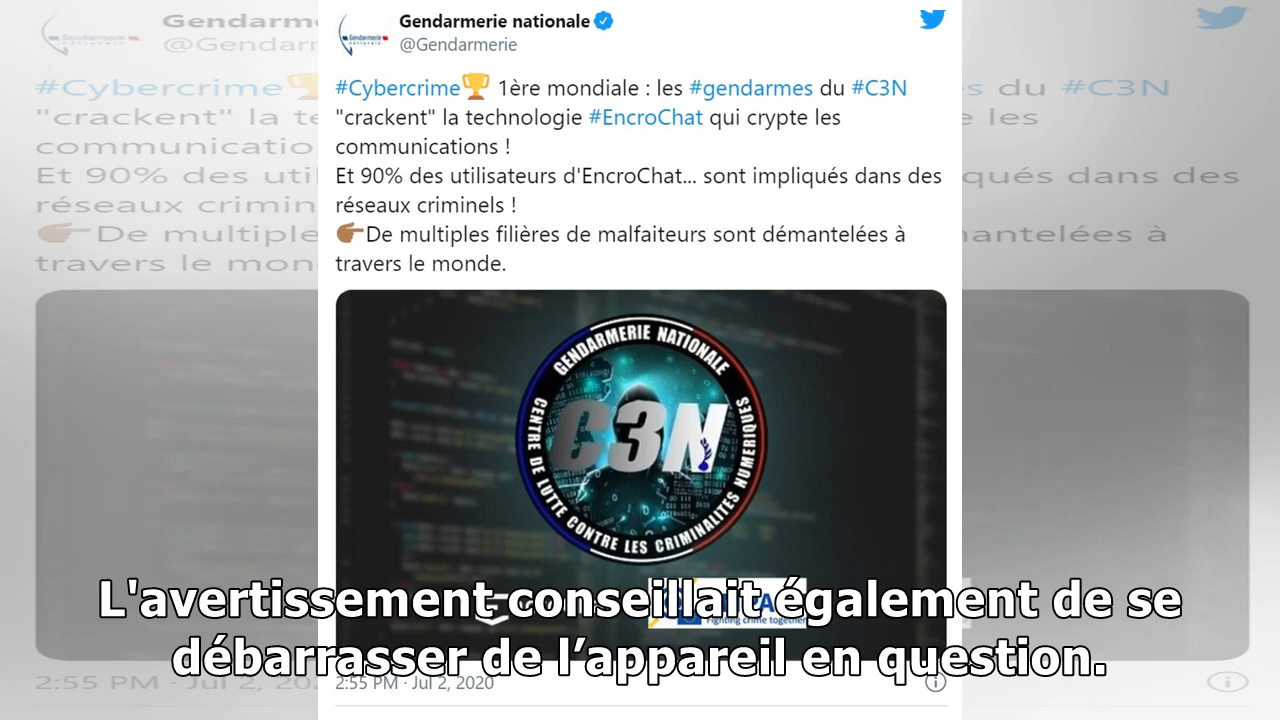 Gendarmerie nationale
@Gendarmerie
#Cybercrime🏆 1ère mondiale : les #gendarmes du #C3N
"crackent" la technologie #EncroChat qui crypte les
communications !
Et 90% des utilisateurs d'EncroChat... sont impliqués dans des
réseaux criminels !
👉De multiples filières de malfaiteurs sont démantelées à
travers le monde.
GENDARMERIE NATIONALE
C3N
CENTRE DE LUTTE CONTRE LES CRIMINALITÉS NUMÉRIQUES
Fighting crime together
L'avertissement conseillait également de se
débarrasser de l’appareil en question.
2:55 PM · Jul 2, 2020